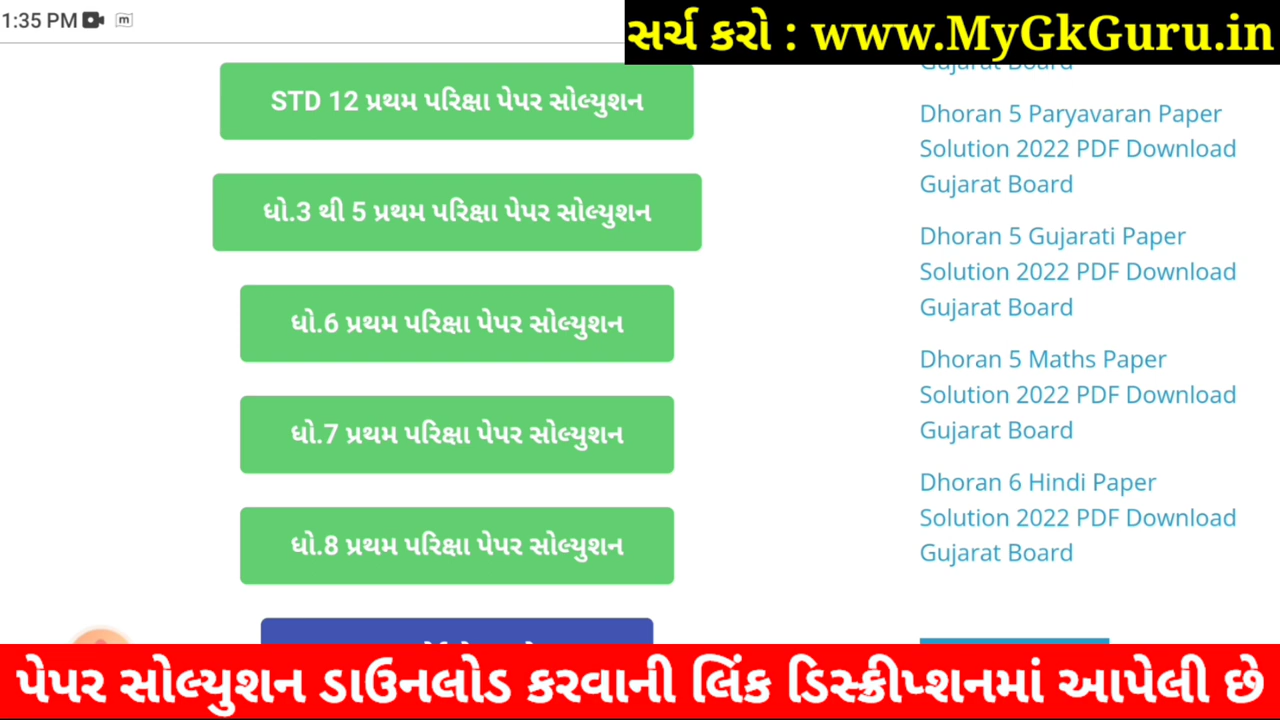 1:35 PM
સર્ચ કરો : www.MyGkGuru.in
STD 12 પ્રથમ પરિક્ષા પેપર સોલ્યુશન
ધો.3 થી 5 પ્રથમ પરિક્ષા પેપર સોલ્યુશન
ધો.6 પ્રથમ પરિક્ષા પેપર સોલ્યુશન
ધો.7 પ્રથમ પરિક્ષા પેપર સોલ્યુશન
ધો.8 પ્રથમ પરિક્ષા પેપર સોલ્યુશન
Gujarat Board
Dhoran 5 Paryavaran Paper
Solution 2022 PDF Download
Gujarat Board
Dhoran 5 Gujarati Paper
Solution 2022 PDF Download
Gujarat Board
Dhoran 5 Maths Paper
Solution 2022 PDF Download
Gujarat Board
Dhoran 6 Hindi Paper
Solution 2022 PDF Download
Gujarat Board
પેપર સોલ્યુશન ડાઉનલોડ કરવાની લિંક ડિસ્ક્રીપ્શનમાં આપેલી છે